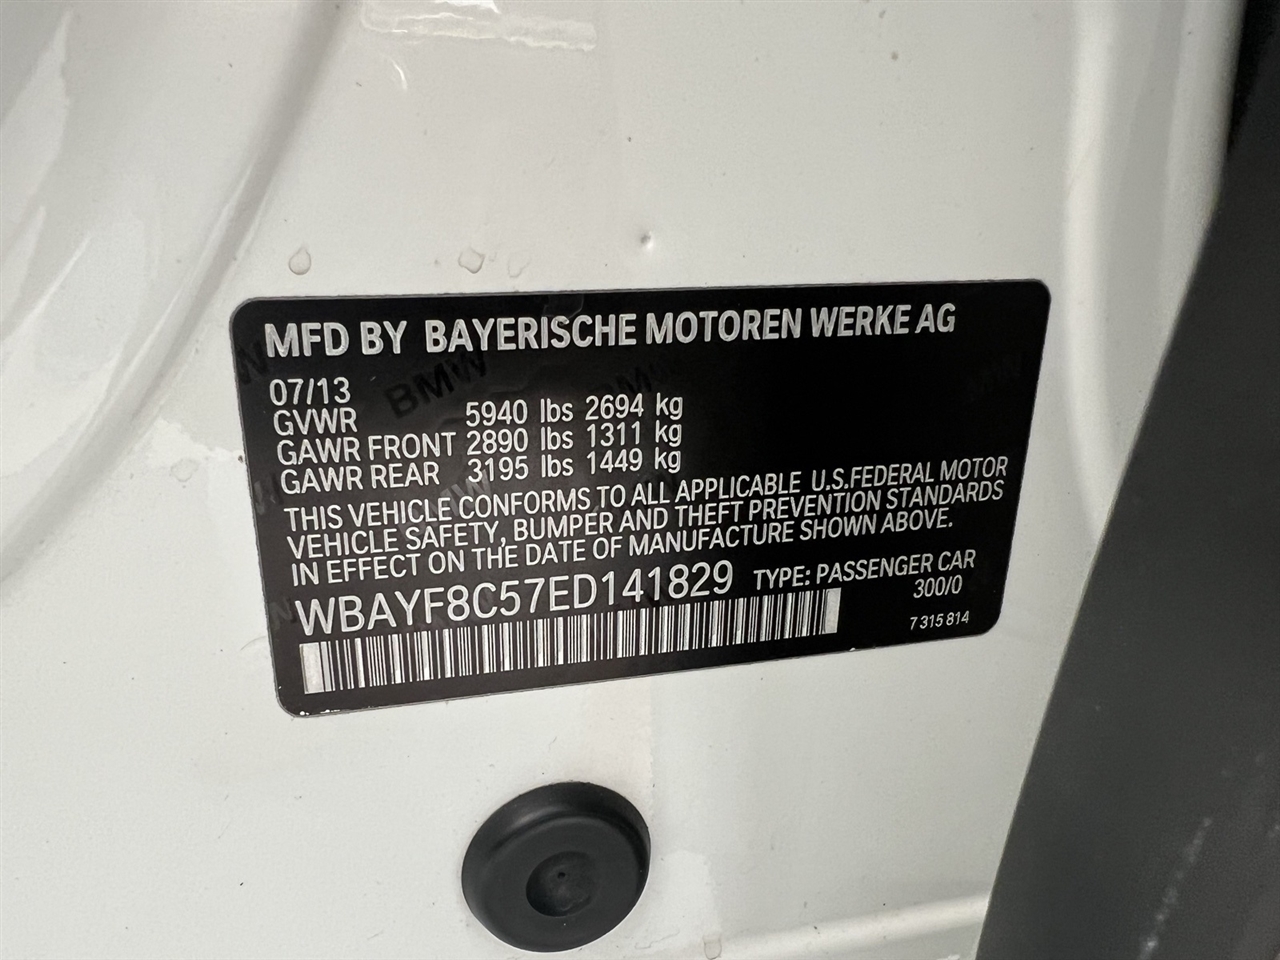 MFD BY BAYERISCHE MOTOREN WERKE AG
07/13
GVWR 5940 lbs 2694 kg
GAWR FRONT 2890 lbs 1311 kg
GAWR REAR 3195 lbs 1449 kg
THIS VEHICLE CONFORMS TO ALL APPLICABLE U.S.FEDERAL MOTOR
VEHICLE SAFETY, BUMPER AND THEFT PREVENTION STANDARDS
IN EFFECT ON THE DATE OF MANUFACTURE SHOWN ABOVE.
WBAYF8C57ED141829 TYPE: PASSENGER CAR
300/0
7 315 814
BMW
BMW